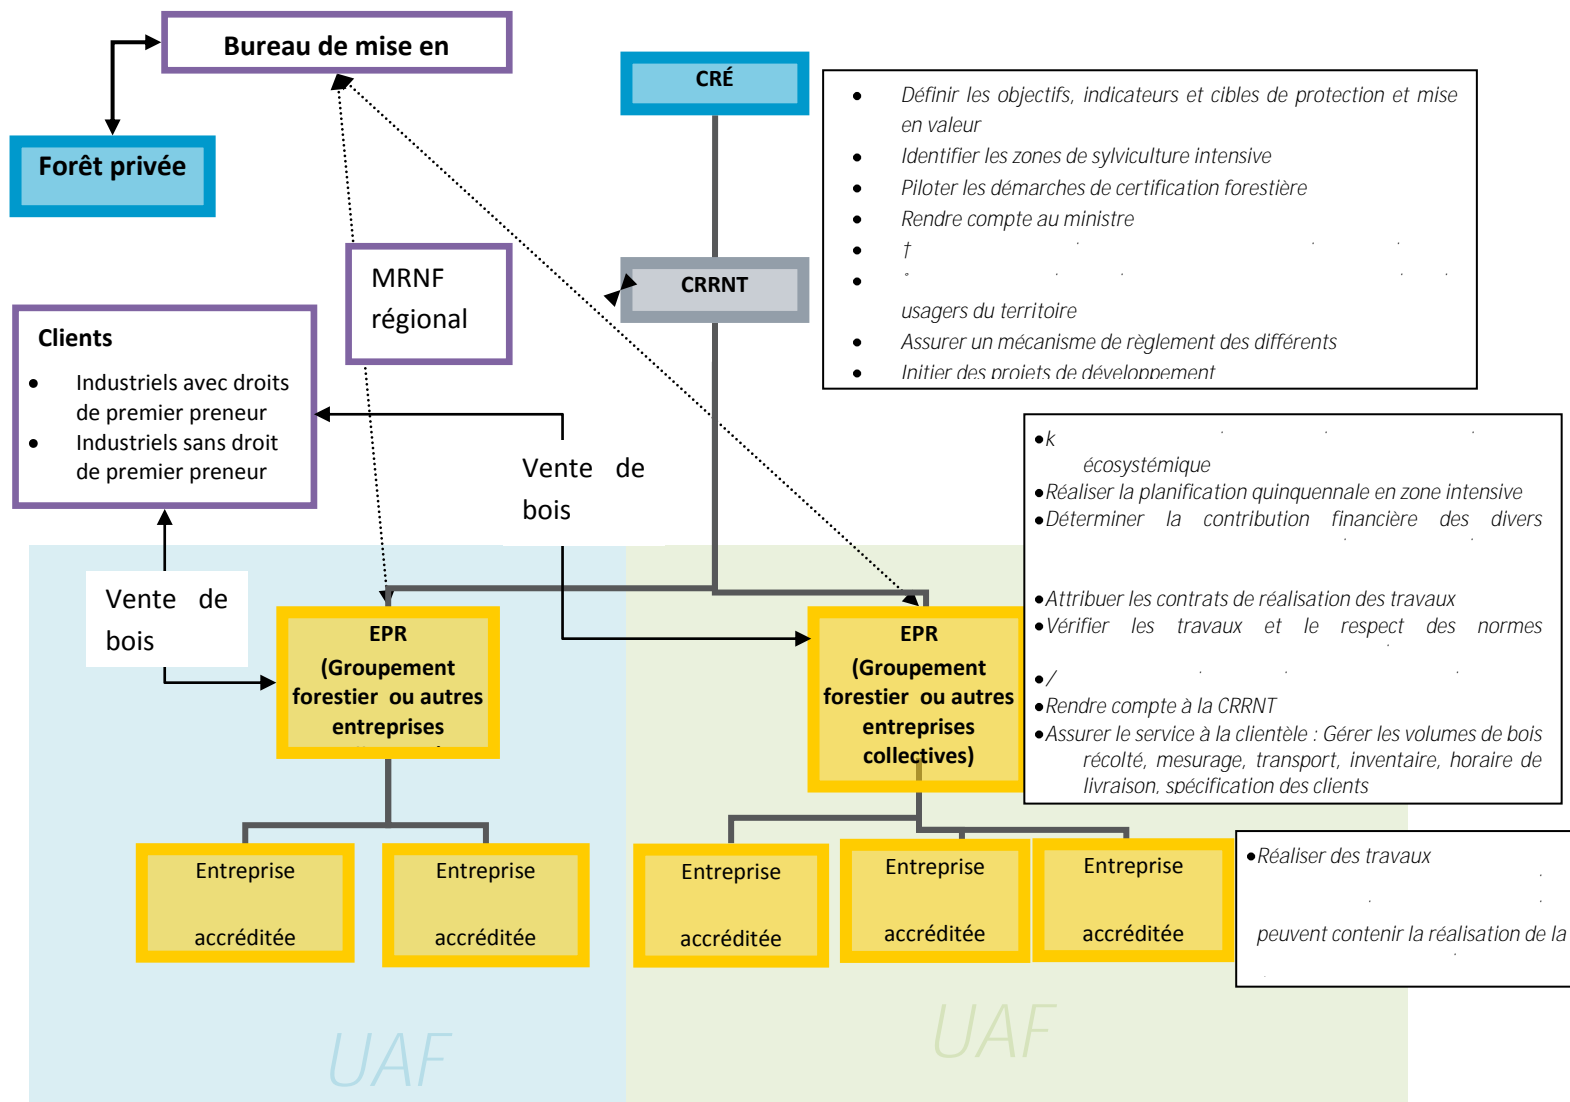 Bureau de mise en
Forêt privée
CRÉ
• Définir les objectifs, indicateurs et cibles de protection et mise
en valeur
• Identifier les zones de sylviculture intensive
• Piloter les démarches de certification forestière
• Rendre compte au ministre
• †
•
usagers du territoire
• Assurer un mécanisme de règlement des différents
• Initier des projets de développement
MRNF
régional
CRRNT
Clients
• Industriels avec droits
de premier preneur
• Industriels sans droit
de premier preneur
Vente de
bois
• k
écosystémique
• Réaliser la planification quinquennale en zone intensive
• Déterminer la contribution financière des divers
• Attribuer les contrats de réalisation des travaux
• Vérifier les travaux et le respect des normes
• /
• Rendre compte à la CRRNT
• Assurer le service à la clientèle : Gérer les volumes de bois
récolté, mesurage, transport, inventaire, horaire de
livraison, spécification des clients
Vente de
bois
EPR
(Groupement
forestier ou autres
entreprises
EPR
(Groupement
forestier ou autres
entreprises
collectives)
Entreprise
accréditée
Entreprise
accréditée
Entreprise
accréditée
Entreprise
accréditée
Entreprise
accréditée
• Réaliser des travaux
peuvent contenir la réalisation de la
UAF
UAF